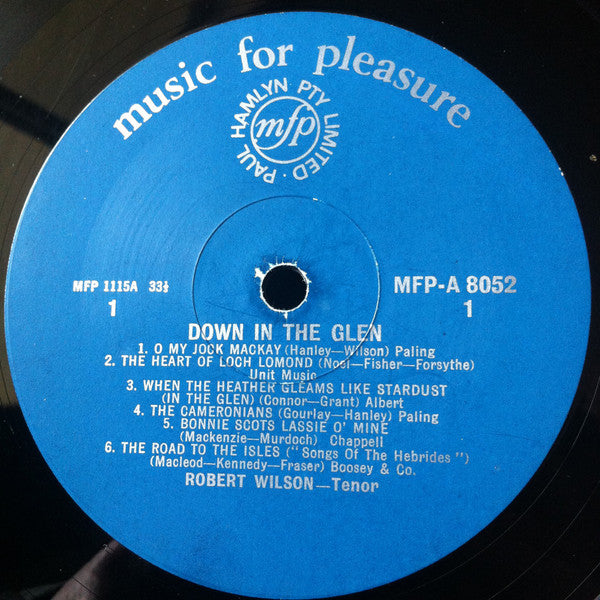 music for pleasure
PAUL HAMLYN PTY LIMITED ·
mfp
MFP 1115A 33⅓
1
MFP-A 8052
1
DOWN IN THE GLEN
1. O MY JOCK MACKAY (Hanley—Wilson) Paling
2. THE HEART OF LOCH LOMOND (Noel—Fisher—Forsythe)
Unit Music
3. WHEN THE HEATHER GLEAMS LIKE STARDUST
(IN THE GLEN) (Connor—Grant) Albert
4. THE CAMERONIANS (Gourlay—Hanley) Paling
5. BONNIE SCOTS LASSIE O' MINE
(Mackenzie—Murdoch) Chappell
6. THE ROAD TO THE ISLES ("Songs Of The Hebrides")
(Macleod—Kennedy—Fraser) Boosey & Co.
ROBERT WILSON—Tenor